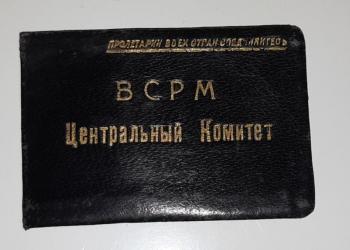 ПРОЛЕТАРИИ ВСЕХ СТРАН СОЕДИНЯЙТЕСЬ
ВСРМ
Центральный Комитет